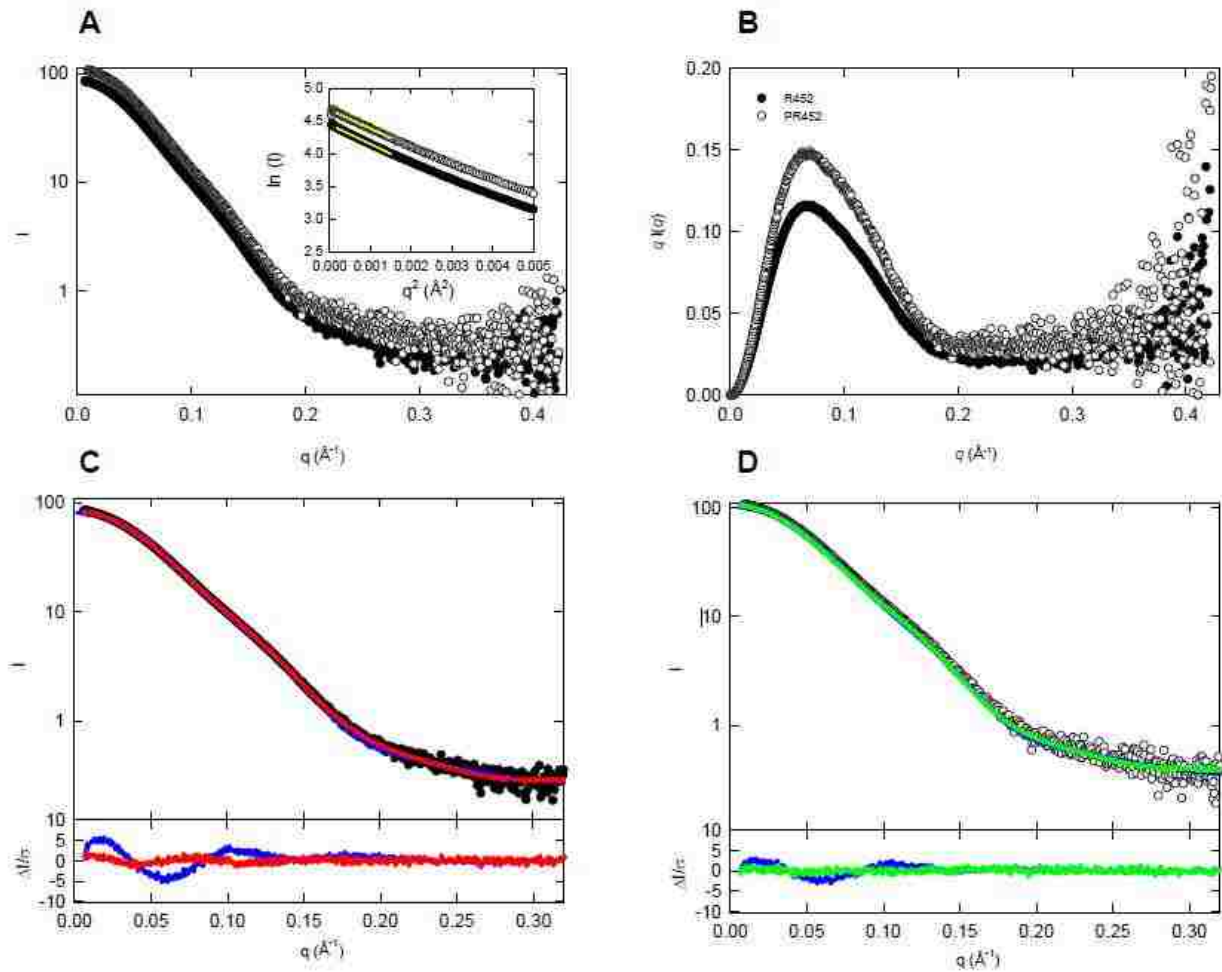 A
100
10
1
I
0.0 0.1 0.2 0.3 0.4
q (Å⁻¹)
5.0
4.5
4.0
3.5
3.0
2.5
ln (I)
0.000 0.001 0.002 0.003 0.004 0.005
q² (Å²)
B
0.20
0.15
0.10
0.05
0.00
q I(q)
R452
PR452
0.0 0.1 0.2 0.3 0.4
q (Å⁻¹)
C
100
10
1
10
I
5
0
-5
-10
ΔI/σ
0.00 0.05 0.10 0.15 0.20 0.25 0.30
q (Å⁻¹)
D
100
10
1
10
I
5
0
-5
-10
ΔI/σ
0.00 0.05 0.10 0.15 0.20 0.25 0.30
q (Å⁻¹)